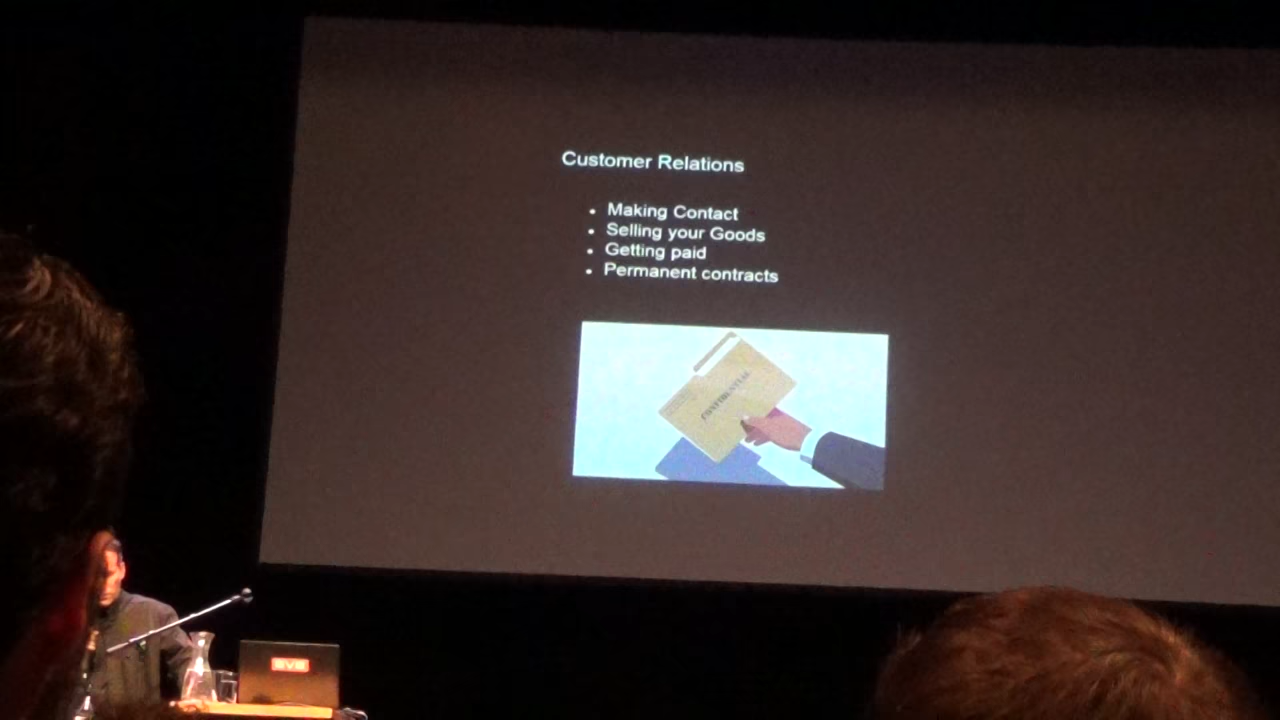 Customer Relations
• Making Contact
• Selling your Goods
• Getting paid
• Permanent contracts
CONFIDENTIAL